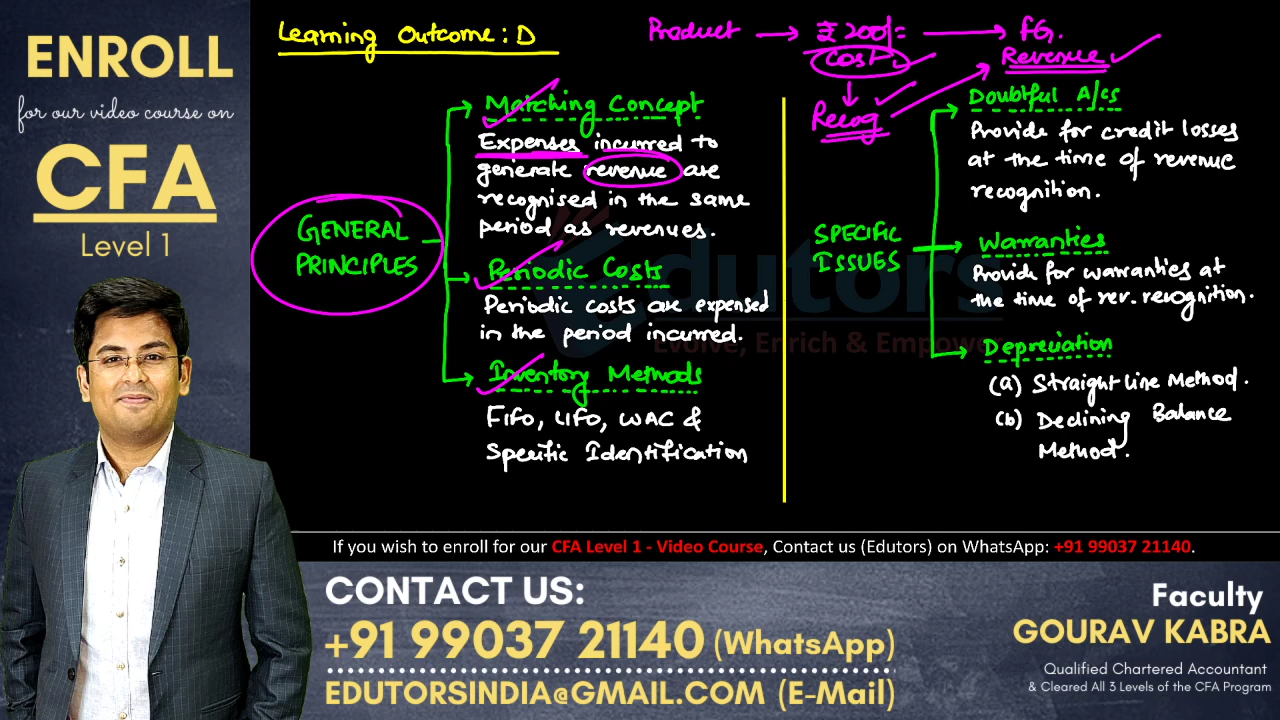 ENROLL
for our video course on
CFA
Level 1
Learning Outcome: D
Product → ₹200/= → FG.
Cost
Revenue
Recog
GENERAL
PRINCIPLES
Matching Concept
Expenses incurred to
generate revenue are
recognised in the same
period as revenues.
Periodic Costs
Periodic costs are expensed
in the period incurred.
Inventory Methods
FIFO, LIFO, WAC &
Specific Identification
SPECIFIC
ISSUES
Doubtful A/cs
Provide for credit losses
at the time of revenue
recognition.
Warranties
Provide for warranties at
the time of rev. recognition.
Depreciation
(a) Straight Line Method.
(b) Declining Balance
Method.
Edutors
Evolve, Enrich & Empower
If you wish to enroll for our CFA Level 1 - Video Course, Contact us (Edutors) on WhatsApp: +91 99037 21140.
CONTACT US:
+91 99037 21140 (WhatsApp)
EDUTORSINDIA@GMAIL.COM (E-Mail)
Faculty
GOURAV KABRA
Qualified Chartered Accountant
& Cleared All 3 Levels of the CFA Program